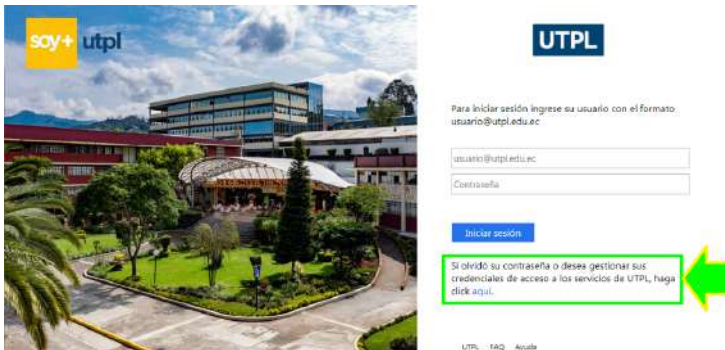 soy+ utpl
UTPL
Para iniciar sesión ingrese su usuario con el formato
usuario@utpl.edu.ec
usuario@utpl.edu.ec
Contraseña
Iniciar sesión
Si olvidó su contraseña o desea gestionar sus
credenciales de acceso a los servicios de UTPL, haga
click aquí.
UTPL FAQ Ayuda